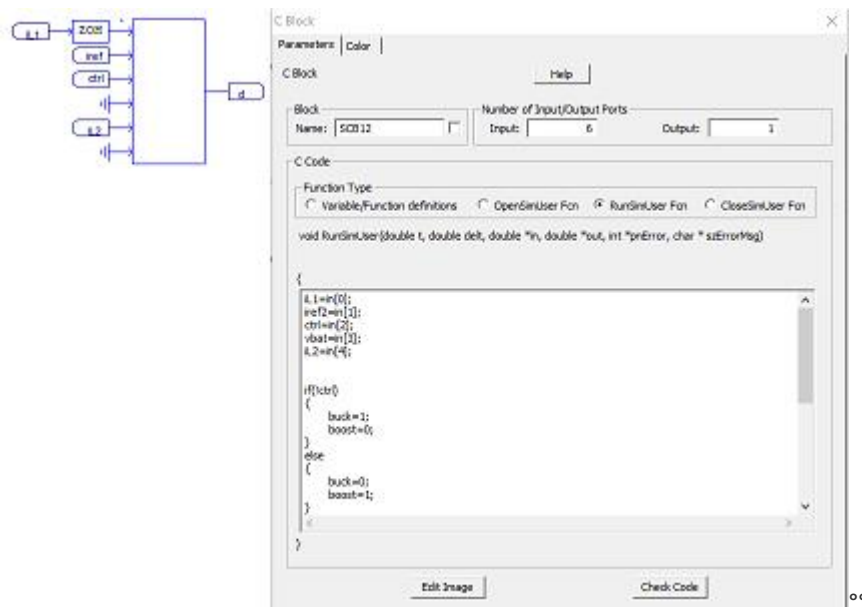 iL1
ZOH
iref
ctrl
iL2
d
C Block
Parameters
Color
C Block
Help
Block
Name: SCB12
Number of Input/Output Ports
Input: 6
Output: 1
C Code
Function Type
Variable/Function definitions
OpenSimUser Fcn
RunSimUser Fcn
CloseSimUser Fcn
void RunSimUser(double t, double delt, double *in, double *out, int *pnError, char * szErrorMsg)
{
iL1=in[0];
iref2=in[1];
ctrl=in[2];
vbat=in[3];
iL2=in[4];
if(!ctrl)
{
buck=1;
boost=0;
}
else
{
buck=0;
boost=1;
}
}
Edit Image
Check Code